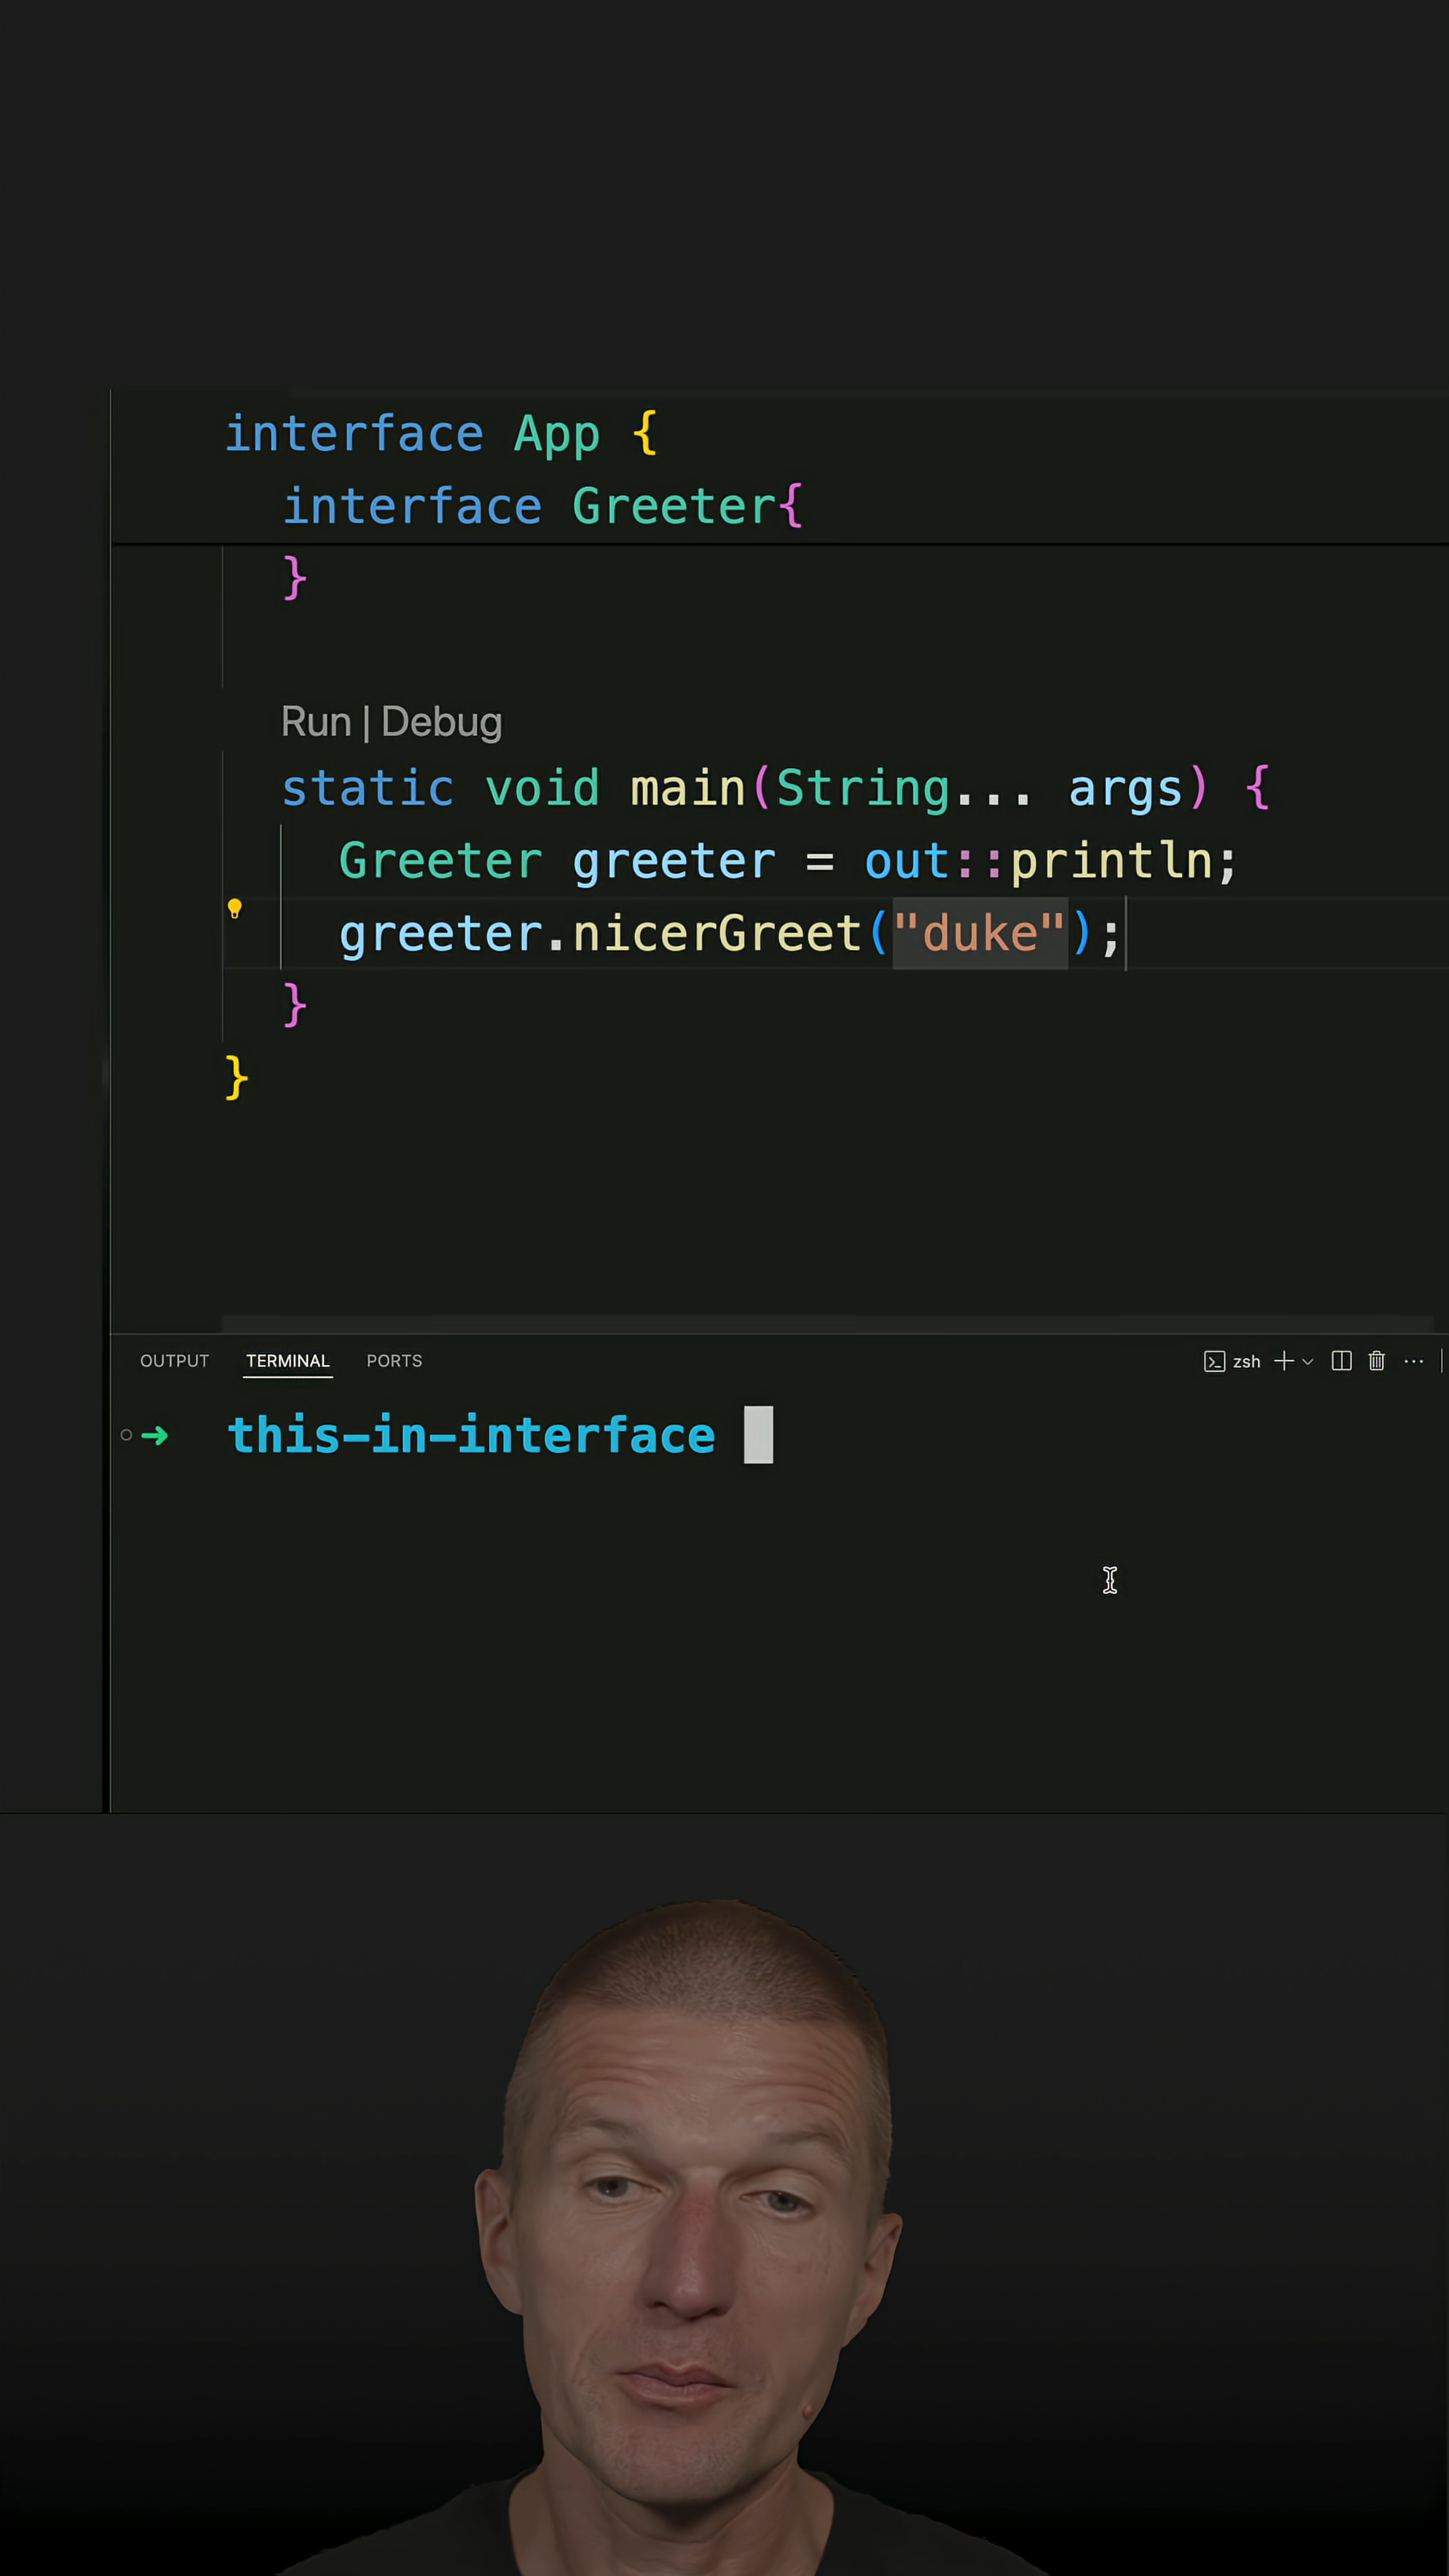 interface App {
interface Greeter{
}
Run | Debug
static void main(String... args) {
Greeter greeter = out::println;
greeter.nicerGreet("duke");
}
}
OUTPUT TERMINAL PORTS zsh
this-in-interface